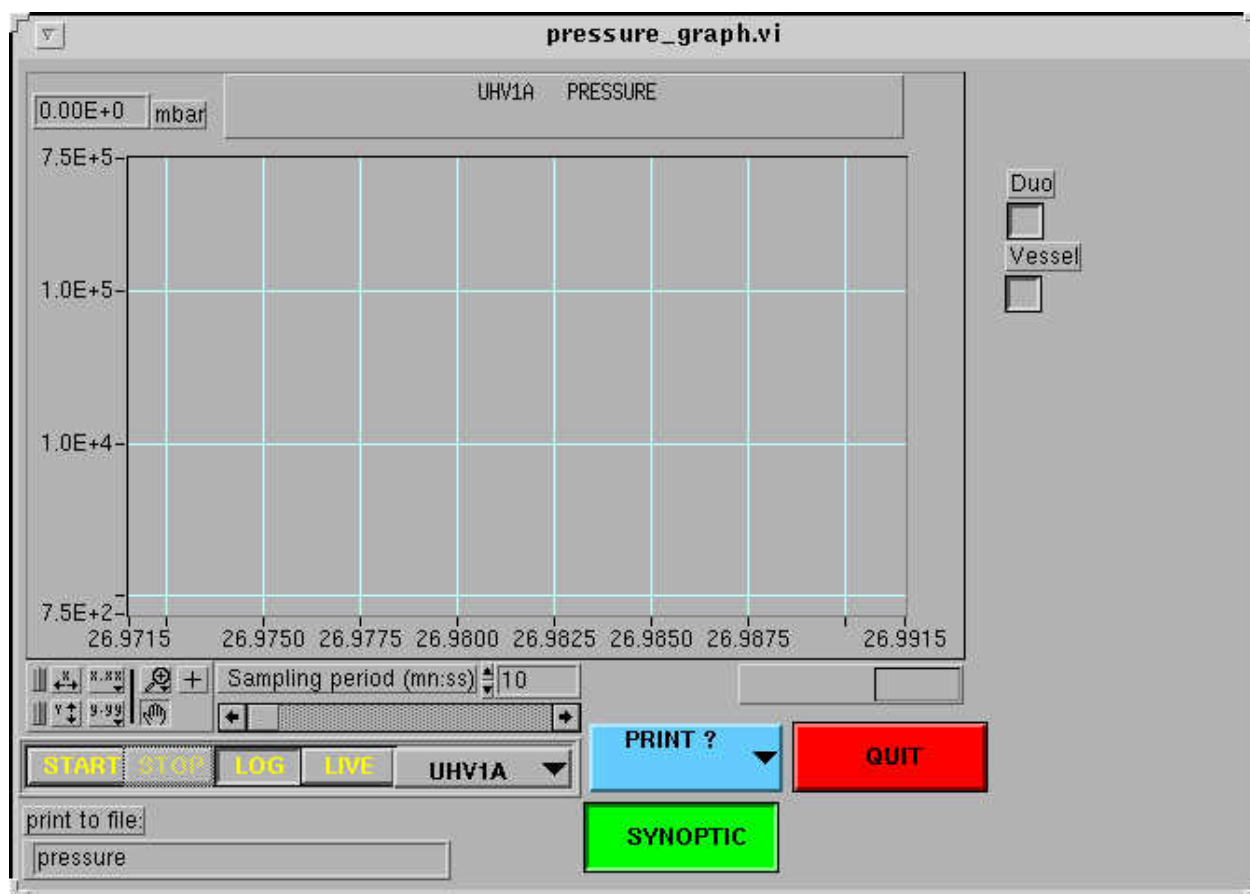 pressure_graph.vi
UHV1A PRESSURE
0.00E+0 mbar
7.5E+5
1.0E+5
1.0E+4
7.5E+2
26.9715 26.9750 26.9775 26.9800 26.9825 26.9850 26.9875 26.9915
Duo
Vessel
X X.XX
Y Y.YY
Sampling period (mn:ss) 10
START STOP LOG LIVE UHV1A
PRINT ?
QUIT
SYNOPTIC
print to file:
pressure